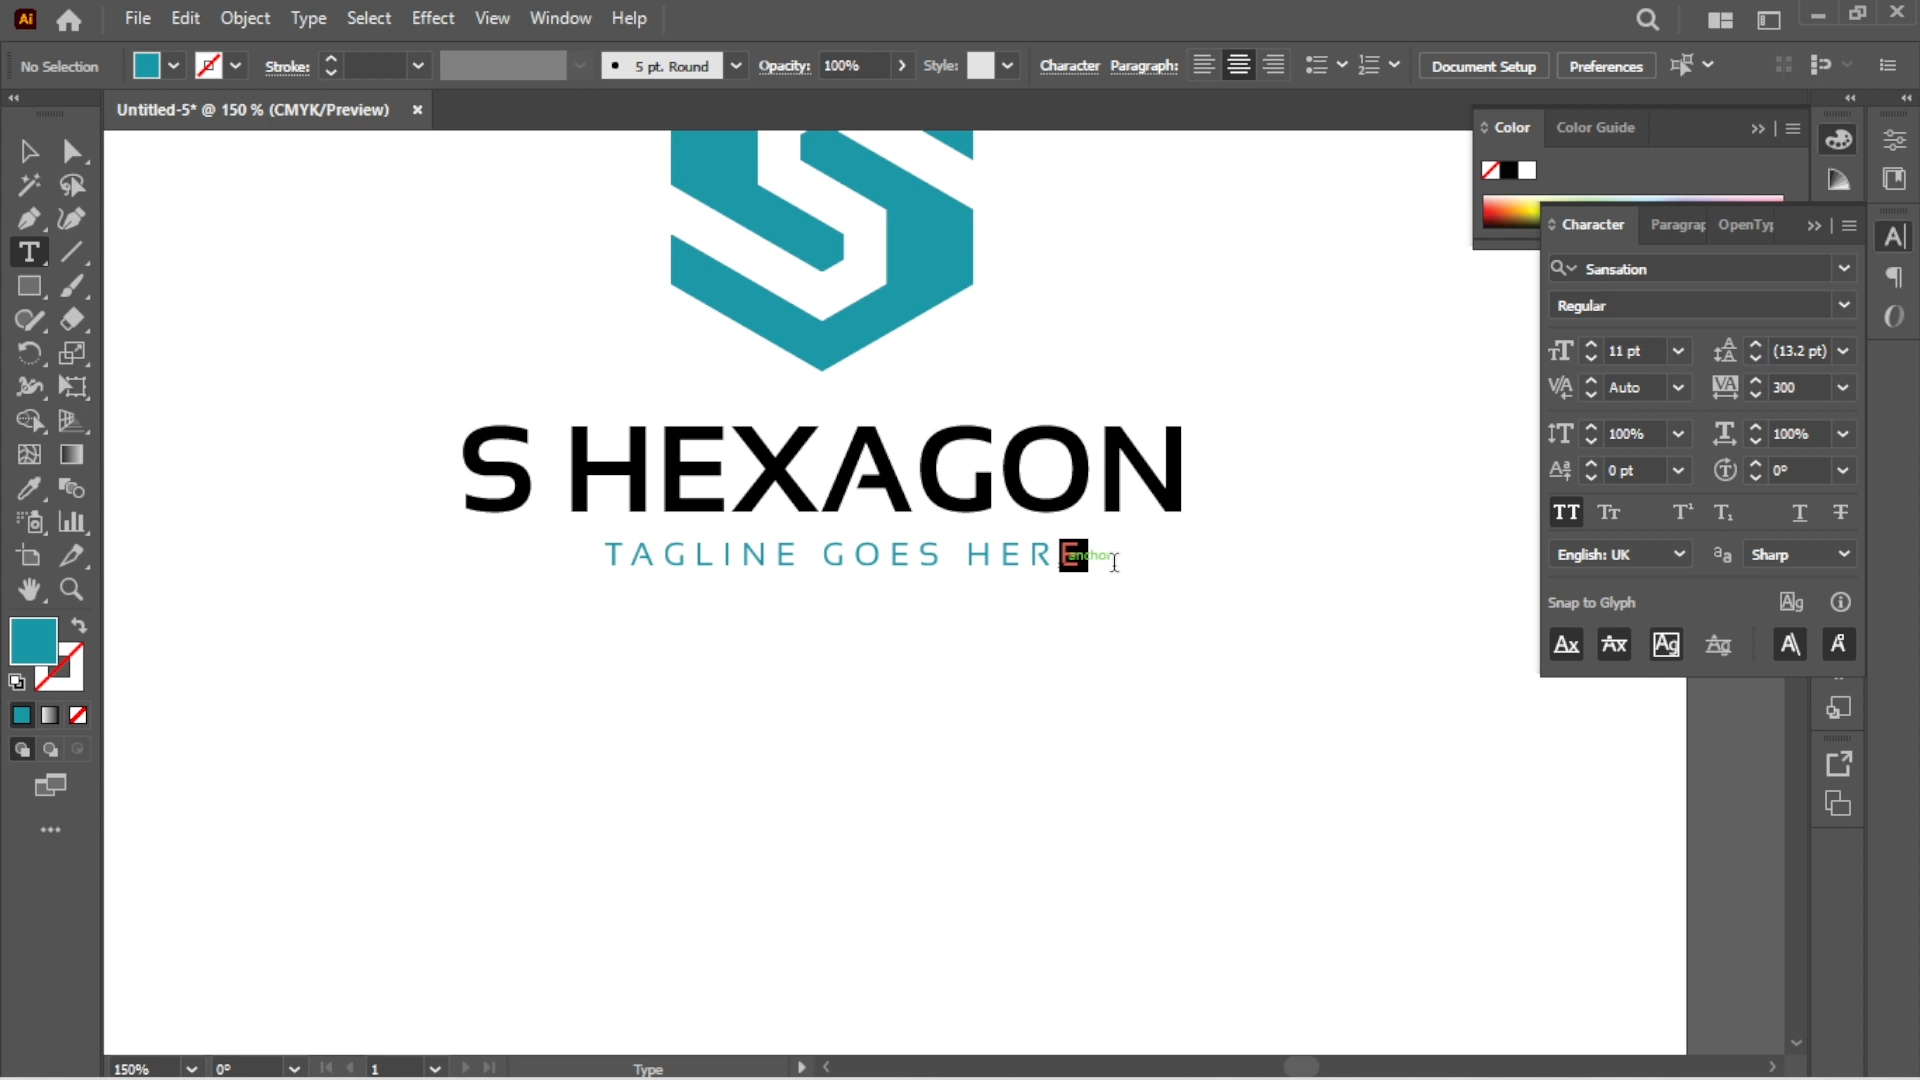 Ai File Edit Object Type Select Effect View Window Help
No Selection Stroke: 5 pt. Round Opacity: 100% Style: Character Paragraph: Document Setup Preferences
Untitled-5* @ 150 % (CMYK/Preview)
Color Color Guide
Character Paragrap OpenTyp
Sansation
Regular
11 pt (13.2 pt)
Auto 300
100% 100%
0 pt 0°
English: UK Sharp
Snap to Glyph
S HEXAGON
TAGLINE GOES HERE
anchor
150% 0° 1 Type